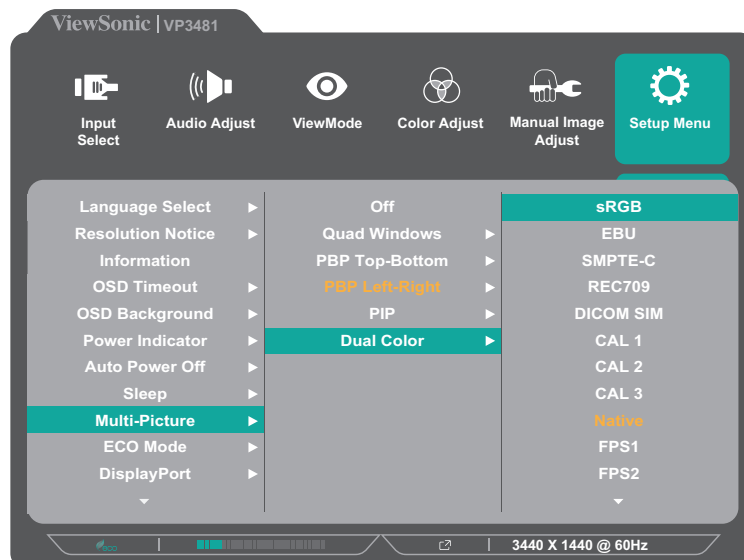 ViewSonic | VP3481
Input Select
Audio Adjust
ViewMode
Color Adjust
Manual Image Adjust
Setup Menu
Language Select
Resolution Notice
Information
OSD Timeout
OSD Background
Power Indicator
Auto Power Off
Sleep
Multi-Picture
ECO Mode
DisplayPort
Off
Quad Windows
PBP Top-Bottom
PBP Left-Right
PIP
Dual Color
sRGB
EBU
SMPTE-C
REC709
DICOM SIM
CAL 1
CAL 2
CAL 3
Native
FPS1
FPS2
eco
3440 X 1440 @ 60Hz